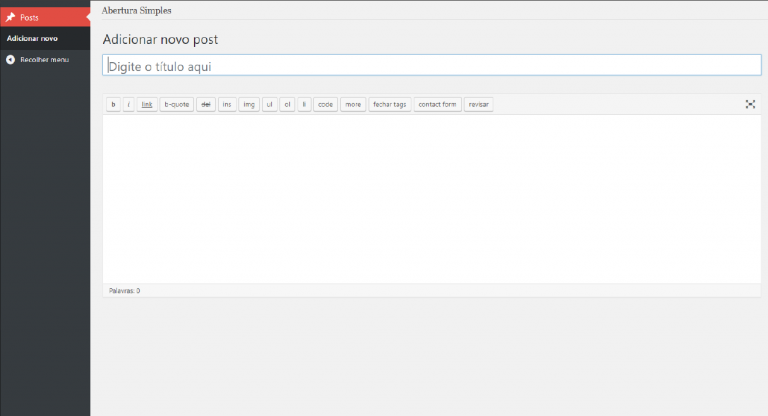 Abertura Simples
Posts
Adicionar novo
Recolher menu
Adicionar novo post
Digite o título aqui
b i link b-quote del ins img ul ol li code more fechar tags contact form revisar
Palavras: 0